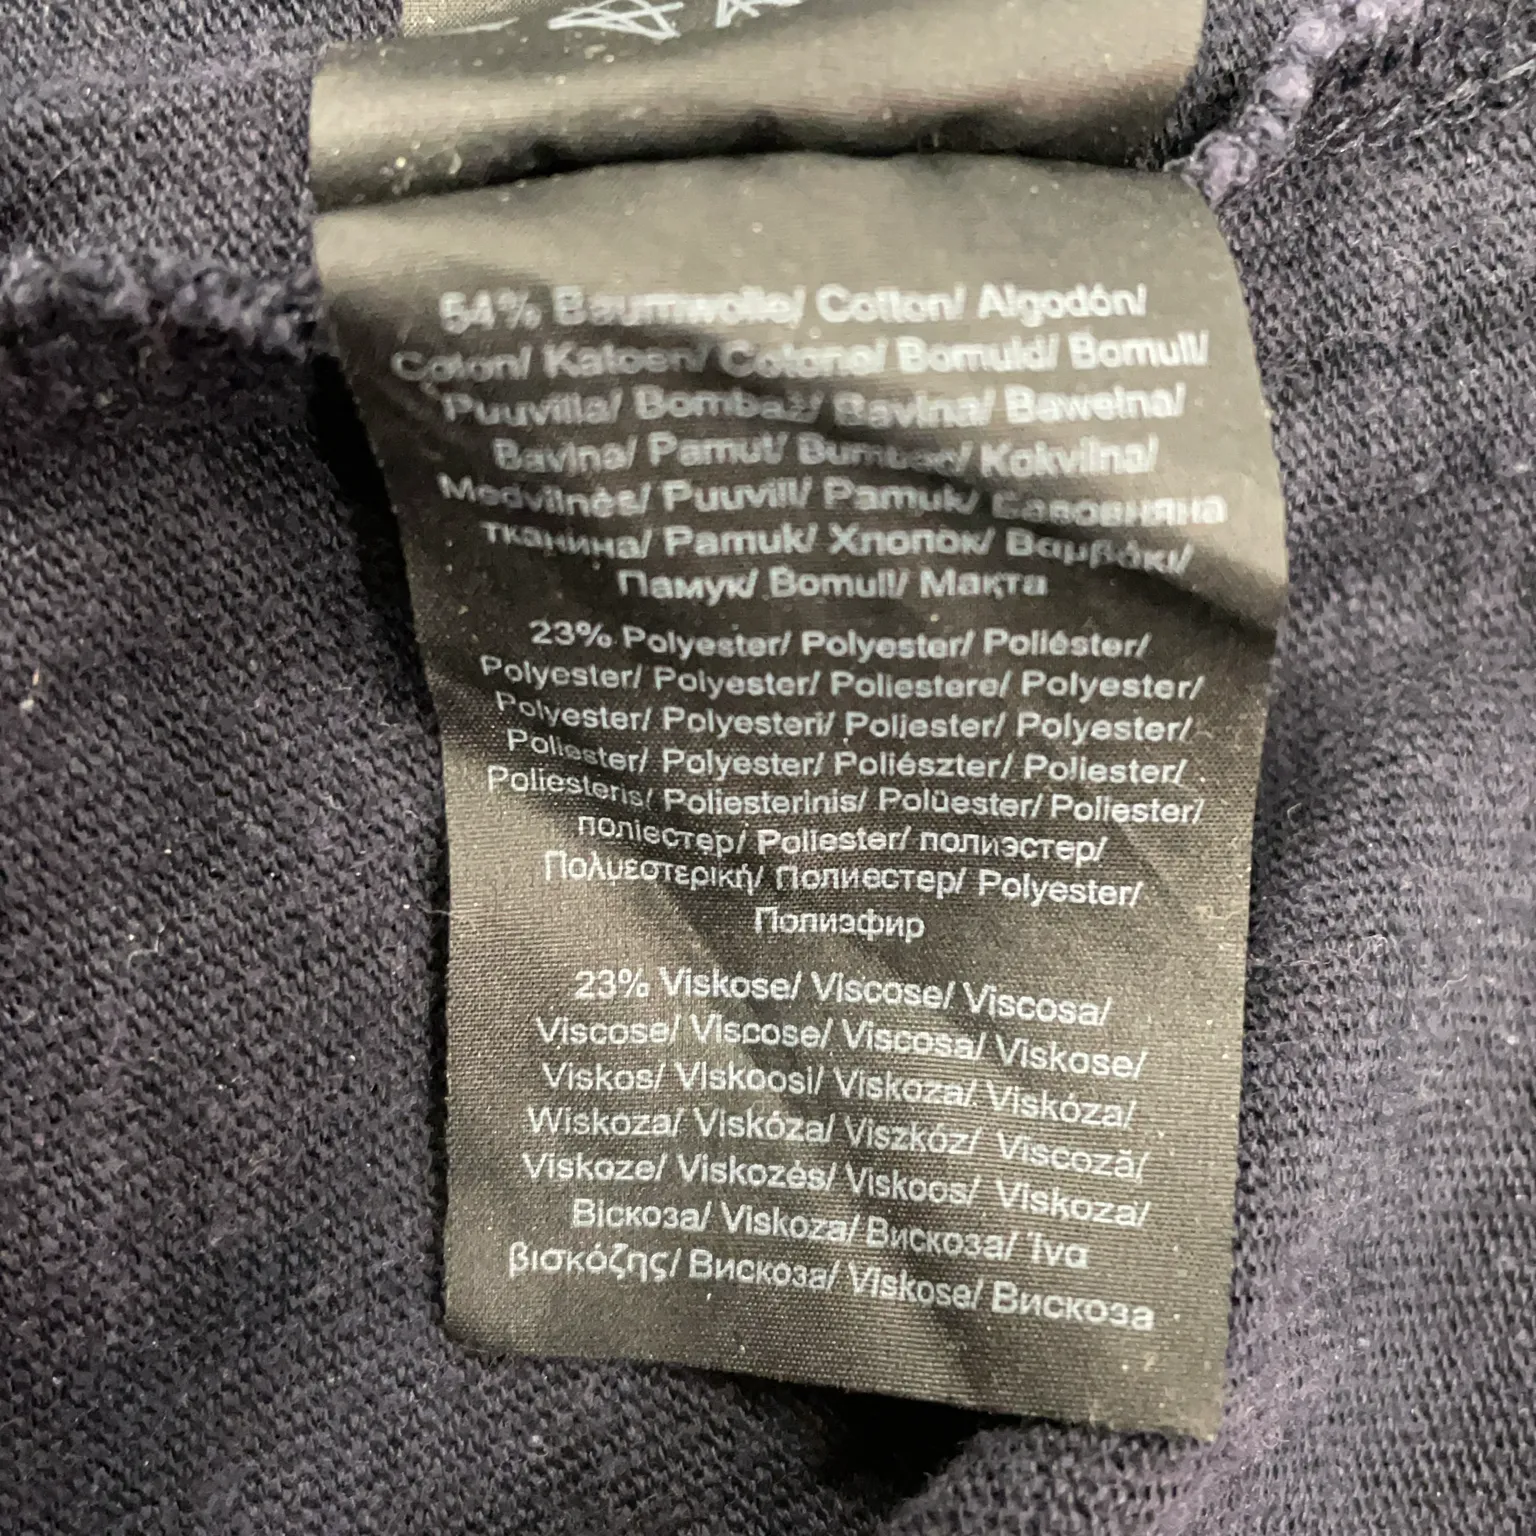 54% Baumwolle/ Cotton/ Algodón/
Coton/ Katoen/ Cotone/ Bomuld/ Bomull/
Puuvilla/ Bombaž/ Bavlna/ Bawełna/
Bavlna/ Pamut/ Bumbac/ Kokvilna/
Medvilnės/ Puuvill/ Pamuk/ Бавовняна
тканина/ Pamuk/ Хлопок/ Βαμβάκι/
Памук/ Bomull/ Мақта
23% Polyester/ Polyester/ Poliéster/
Polyester/ Polyester/ Poliestere/ Polyester/
Polyester/ Polyesteri/ Poliester/ Polyester/
Poliester/ Polyester/ Poliészter/ Poliester/
Poliesteris/ Poliesterinis/ Polüester/ Poliester/
поліестер/ Poliester/ полиэстер/
Πολυεστερική/ Полиестер/ Polyester/
Полиэфир
23% Viskose/ Viscose/ Viscosa/
Viscose/ Viscose/ Viscosa/ Viskose/
Viskos/ Viskoosi/ Viskoza/ Viskóza/
Wiskoza/ Viskóza/ Viszkóz/ Viscoză/
Viskoze/ Viskozės/ Viskoos/ Viskoza/
Віскоза/ Viskoza/ Вискоза/ Ίνα
βισκόζης/ Вискоза/ Viskose/ Вискоза